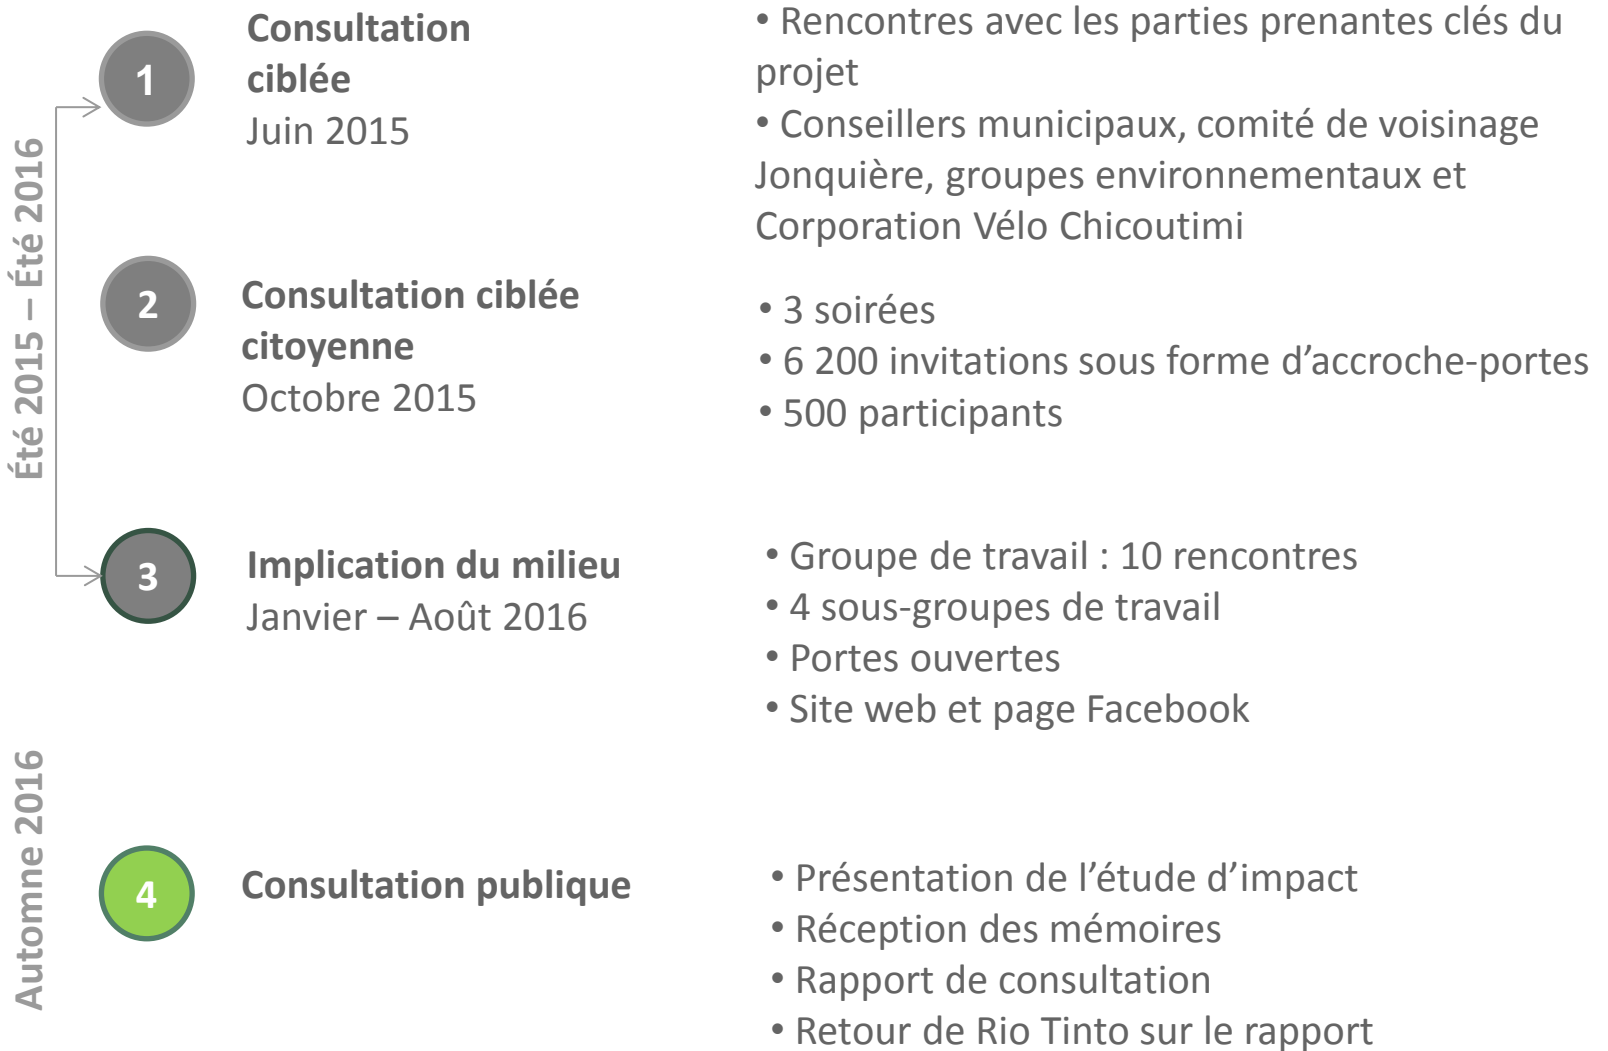 Été 2015 – Été 2016
1
Consultation
ciblée
Juin 2015
• Rencontres avec les parties prenantes clés du
projet
• Conseillers municipaux, comité de voisinage
Jonquière, groupes environnementaux et
Corporation Vélo Chicoutimi
2
Consultation ciblée
citoyenne
Octobre 2015
• 3 soirées
• 6 200 invitations sous forme d’accroche-portes
• 500 participants
3
Implication du milieu
Janvier – Août 2016
• Groupe de travail : 10 rencontres
• 4 sous-groupes de travail
• Portes ouvertes
• Site web et page Facebook
Automne 2016
4
Consultation publique
• Présentation de l’étude d’impact
• Réception des mémoires
• Rapport de consultation
• Retour de Rio Tinto sur le rapport